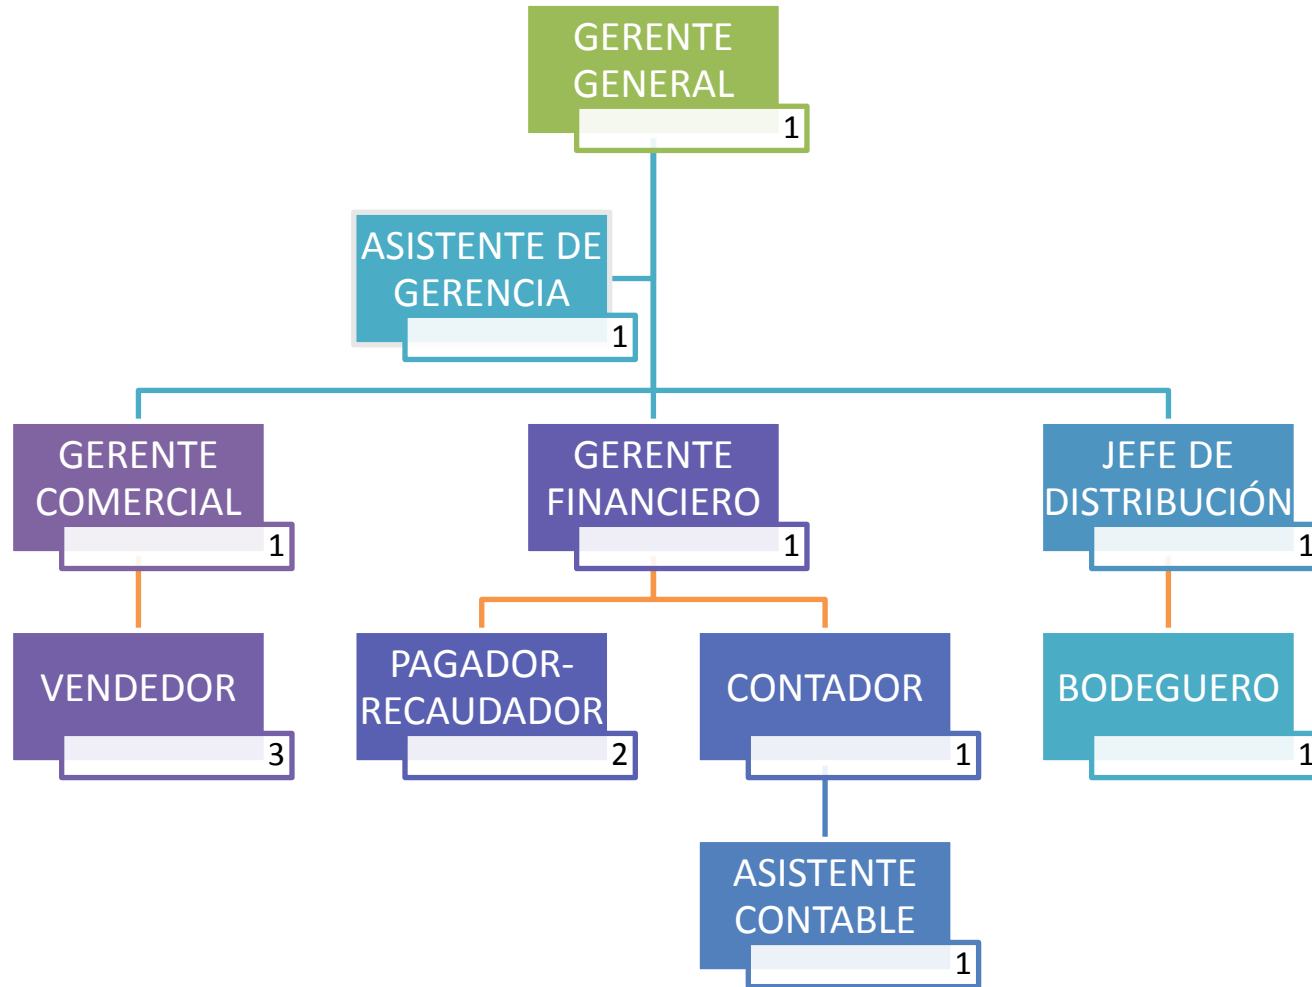 GERENTE
GENERAL
1
ASISTENTE DE
GERENCIA
1
GERENTE
COMERCIAL
1
GERENTE
FINANCIERO
1
JEFE DE
DISTRIBUCIÓN
1
VENDEDOR
3
PAGADOR-
RECAUDADOR
2
CONTADOR
1
BODEGUERO
1
ASISTENTE
CONTABLE
1